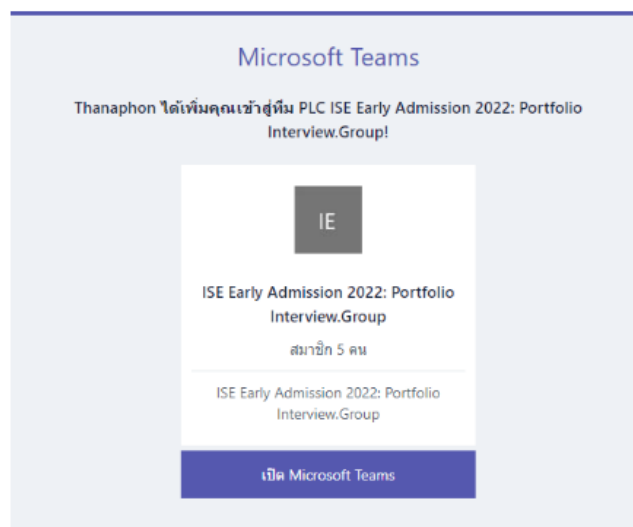 Microsoft Teams
Thanaphon ได้เพิ่มคุณเข้าสู่ทีม PLC ISE Early Admission 2022: Portfolio
Interview.Group!
IE
ISE Early Admission 2022: Portfolio
Interview.Group
สมาชิก 5 คน
ISE Early Admission 2022: Portfolio
Interview.Group
เปิด Microsoft Teams